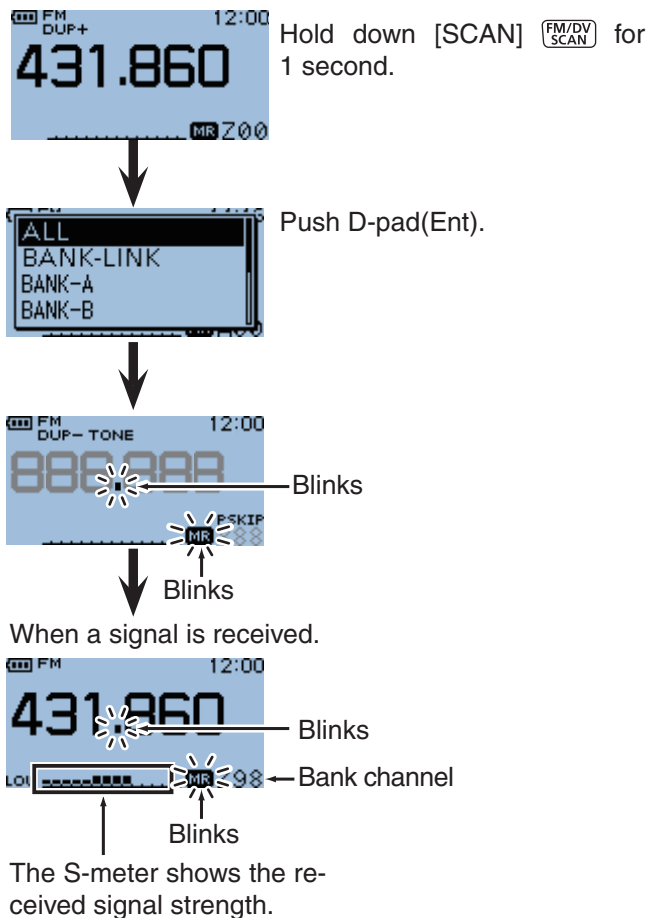 FM 12:00
DUP+
431.860
MR Z00
Hold down [SCAN] FM/DV SCAN for
1 second.
ALL
BANK-LINK
BANK-A
BANK-B
Push D-pad(Ent).
FM 12:00
DUP- TONE
888.888
Blinks
PSKIP
MR
Blinks
When a signal is received.
FM 12:00
431.860
Blinks
MR 98
Bank channel
Blinks
The S-meter shows the re-
ceived signal strength.